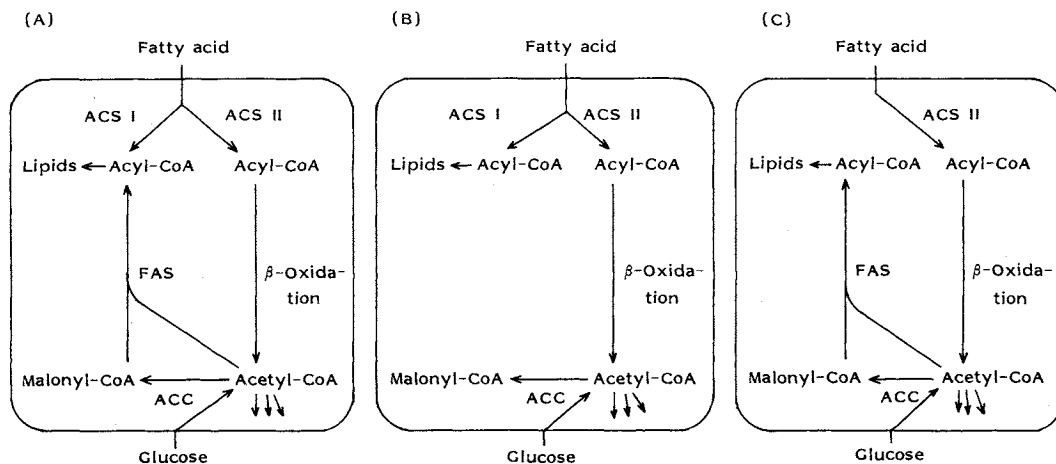 (A)
Fatty acid
ACS I
ACS II
Lipids
Acyl-CoA
Acyl-CoA
FAS
β-Oxida-
tion
Malonyl-CoA
Acetyl-CoA
ACC
Glucose
(B)
Fatty acid
ACS I
ACS II
Lipids
Acyl-CoA
Acyl-CoA
β-Oxida-
tion
Malonyl-CoA
Acetyl-CoA
ACC
Glucose
(C)
Fatty acid
ACS II
Lipids
Acyl-CoA
Acyl-CoA
FAS
β-Oxida-
tion
Malonyl-CoA
Acetyl-CoA
ACC
Glucose